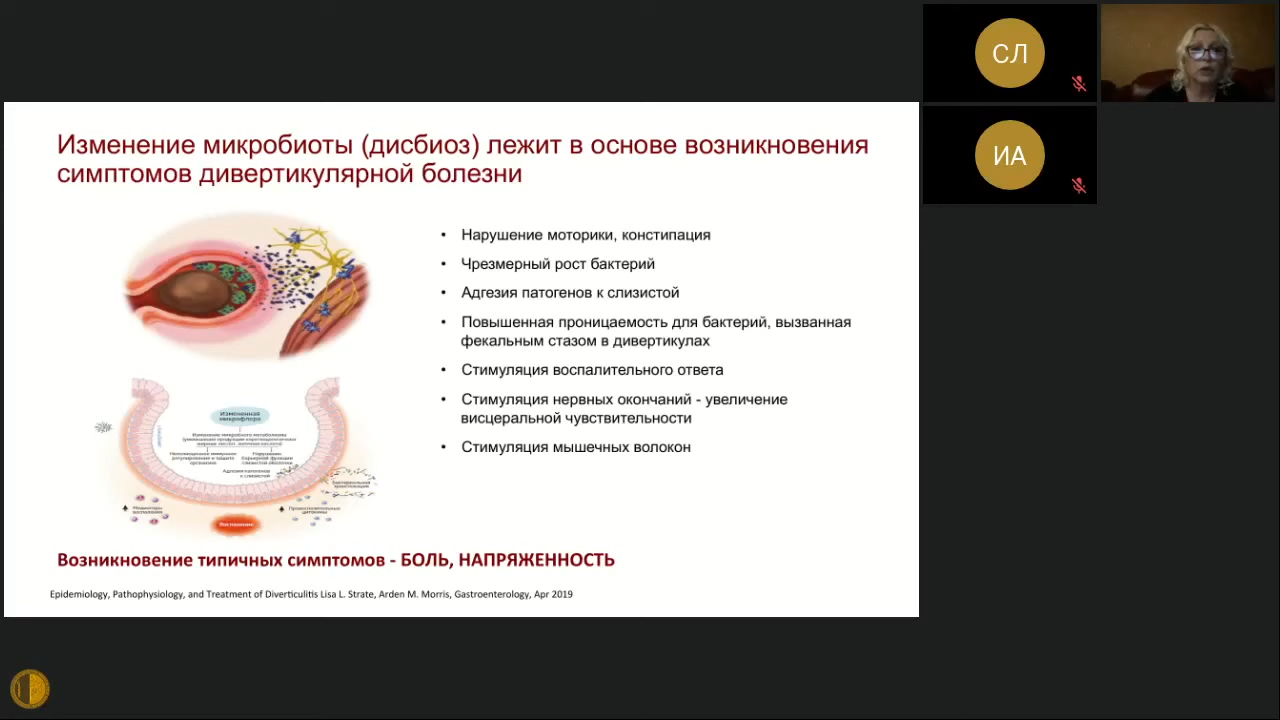 Изменение микробиоты (дисбиоз) лежит в основе возникновения
симптомов дивертикулярной болезни
• Нарушение моторики, констипация
• Чрезмерный рост бактерий
• Адгезия патогенов к слизистой
• Повышенная проницаемость для бактерий, вызванная
фекальным стазом в дивертикулах
• Стимуляция воспалительного ответа
• Стимуляция нервных окончаний - увеличение
висцеральной чувствительности
• Стимуляция мышечных волокон
Измененная
микрофлора
Адгезия патогенов
к слизистой
Медиаторы
воспаления
Возникновение типичных симптомов - БОЛЬ, НАПРЯЖЕННОСТЬ
Epidemiology, Pathophysiology, and Treatment of Diverticulitis Lisa L. Strate, Arden M. Morris, Gastroenterology, Apr 2019
СЛ
ИА